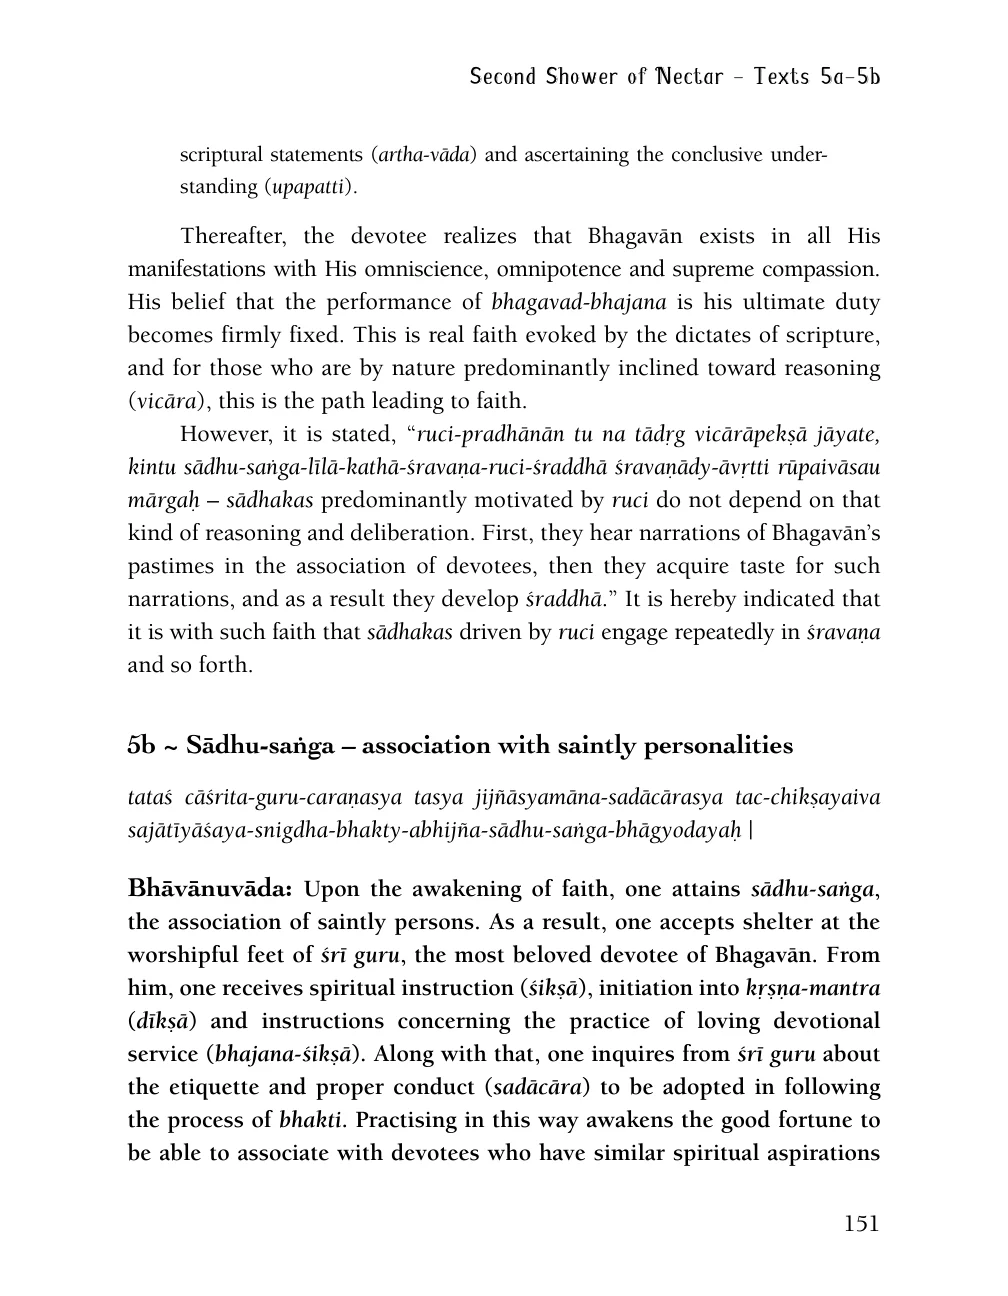 Second Shower of Nectar – Texts 5a–5b
scriptural statements (artha-vāda) and ascertaining the conclusive under-
standing (upapatti).
Thereafter, the devotee realizes that Bhagavān exists in all His
manifestations with His omniscience, omnipotence and supreme compassion.
His belief that the performance of bhagavad-bhajana is his ultimate duty
becomes firmly fixed. This is real faith evoked by the dictates of scripture,
and for those who are by nature predominantly inclined toward reasoning
(vicāra), this is the path leading to faith.
However, it is stated, “ruci-pradhānān tu na tādṛg vicārāpekṣā jāyate,
kintu sādhu-saṅga-līlā-kathā-śravaṇa-ruci-śraddhā śravaṇādy-āvṛtti rūpaivāsau
mārgaḥ – sādhakas predominantly motivated by ruci do not depend on that
kind of reasoning and deliberation. First, they hear narrations of Bhagavān’s
pastimes in the association of devotees, then they acquire taste for such
narrations, and as a result they develop śraddhā.” It is hereby indicated that
it is with such faith that sādhakas driven by ruci engage repeatedly in śravaṇa
and so forth.
5b ~ Sādhu-saṅga – association with saintly personalities
tataś cāśrita-guru-caraṇasya tasya jijñāsyamāna-sadācārasya tac-chikṣayaiva
sajātīyāśaya-snigdha-bhakty-abhijña-sādhu-saṅga-bhāgyodayaḥ |
Bhāvānuvāda: Upon the awakening of faith, one attains sādhu-saṅga,
the association of saintly persons. As a result, one accepts shelter at the
worshipful feet of śrī guru, the most beloved devotee of Bhagavān. From
him, one receives spiritual instruction (śikṣā), initiation into kṛṣṇa-mantra
(dīkṣā) and instructions concerning the practice of loving devotional
service (bhajana-śikṣā). Along with that, one inquires from śrī guru about
the etiquette and proper conduct (sadācāra) to be adopted in following
the process of bhakti. Practising in this way awakens the good fortune to
be able to associate with devotees who have similar spiritual aspirations
151